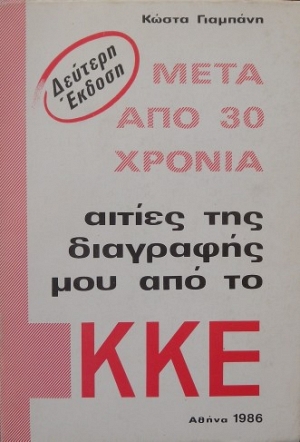 Κώστα Γιαμπάνη
Δεύτερη
Έκδοση
ΜΕΤΑ
ΑΠΟ 30
ΧΡΟΝΙΑ
αιτίες της
διαγραφής
μου από το
ΚΚΕ
Αθήνα 1986